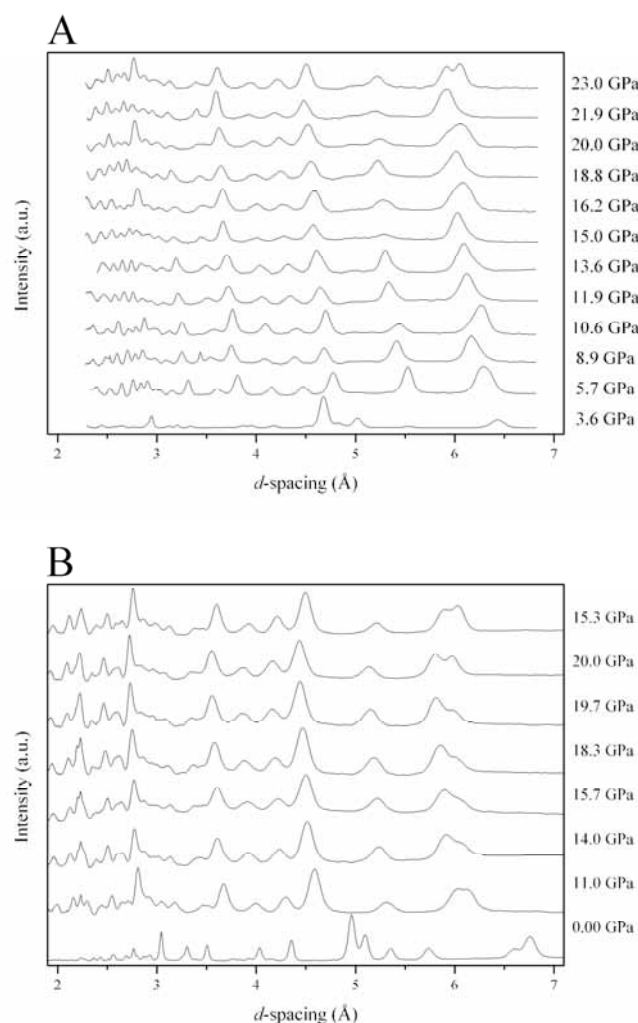 A
23.0 GPa
21.9 GPa
20.0 GPa
18.8 GPa
16.2 GPa
15.0 GPa
13.6 GPa
11.9 GPa
10.6 GPa
8.9 GPa
5.7 GPa
3.6 GPa
Intensity (a.u.)
2 3 4 5 6 7
d-spacing (Å)
B
15.3 GPa
20.0 GPa
19.7 GPa
18.3 GPa
15.7 GPa
14.0 GPa
11.0 GPa
0.00 GPa
Intensity (a.u.)
2 3 4 5 6 7
d-spacing (Å)